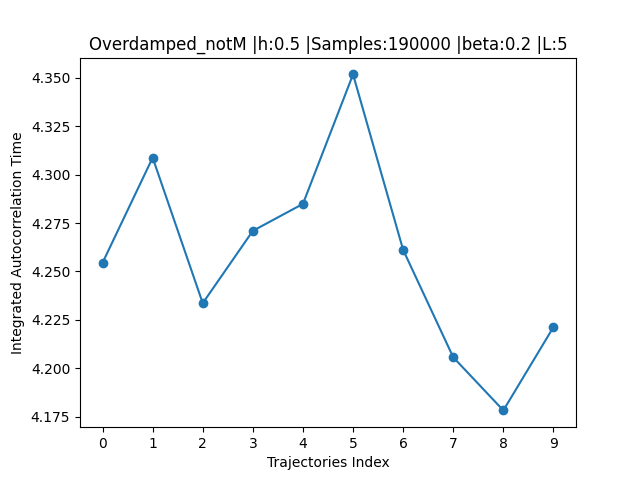 Overdamped_notM |h:0.5 |Samples:190000 |beta:0.2 |L:5
Integrated Autocorrelation Time
4.350
4.325
4.300
4.275
4.250
4.225
4.200
4.175
0 1 2 3 4 5 6 7 8 9
Trajectories Index